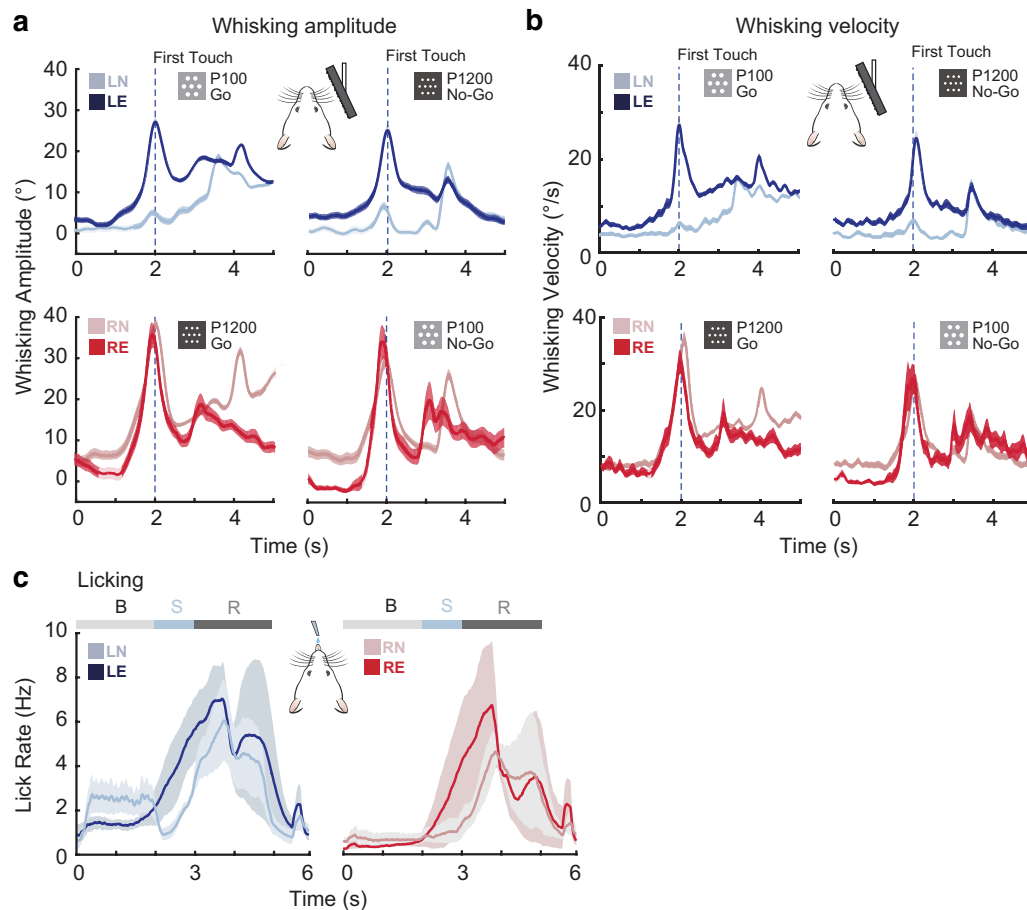 a
Whisking amplitude
First Touch
First Touch
LN
LE
P100
Go
P1200
No-Go
Whisking Amplitude (°)
40
30
20
10
0
0 2 4
0 2 4
RN
RE
P1200
Go
P100
No-Go
40
30
20
10
0
0 2 4
0 2 4
Time (s)
b
Whisking velocity
First Touch
First Touch
LN
LE
P100
Go
P1200
No-Go
Whisking Velocity (°/s)
40
20
0
0 2 4
0 2 4
RN
RE
P1200
Go
P100
No-Go
40
20
0
0 2 4
0 2 4
Time (s)
c
Licking
B S R
B S R
LN
LE
RN
RE
Lick Rate (Hz)
10
8
6
4
2
0
0 3 6
0 3 6
Time (s)